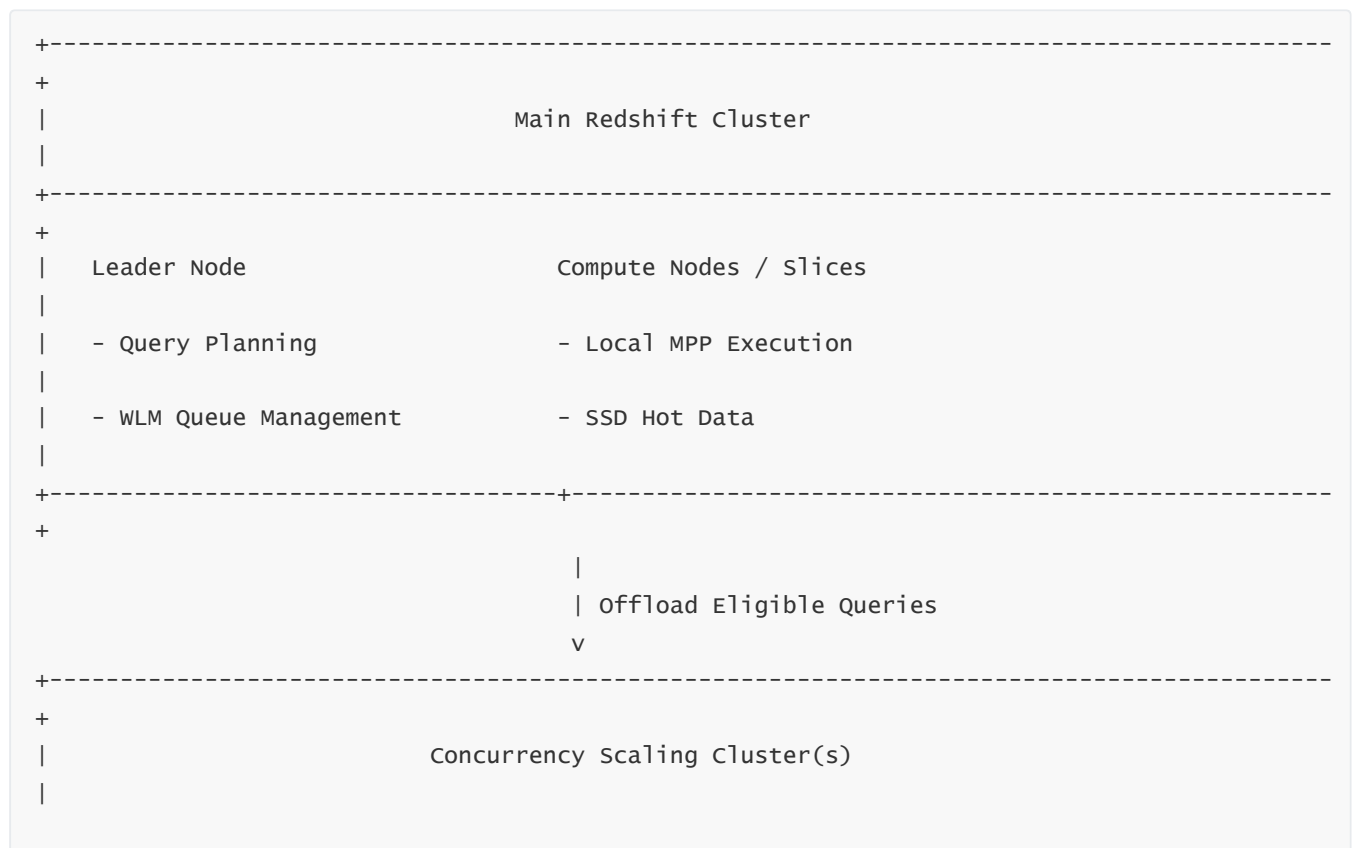 +-------------------------------------------------------------------------------------------
+
|                                  Main Redshift Cluster
|
+-------------------------------------------------------------------------------------------
+
|   Leader Node                      Compute Nodes / Slices
|
|   - Query Planning                 - Local MPP Execution
|
|   - WLM Queue Management           - SSD Hot Data
|
+------------------------------------+------------------------------------------------------
+
                                      |
                                      | Offload Eligible Queries
                                      v
+-------------------------------------------------------------------------------------------
+
|                            Concurrency Scaling Cluster(s)
|